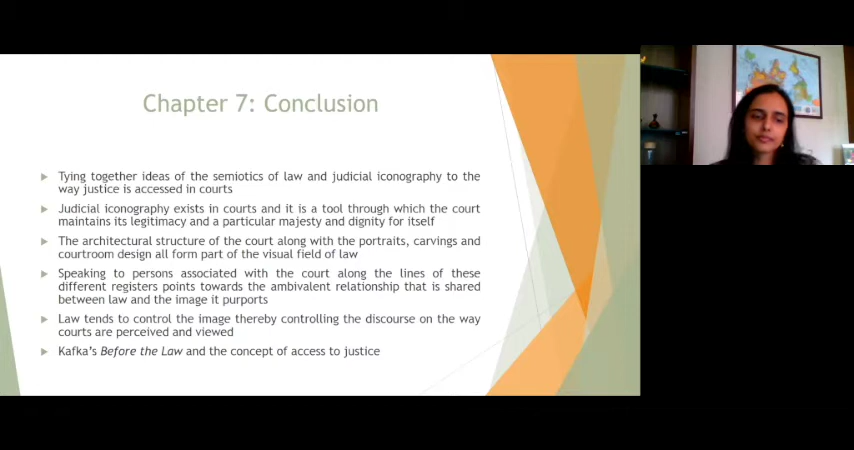 Chapter 7: Conclusion
Tying together ideas of the semiotics of law and judicial iconography to the
way justice is accessed in courts
Judicial iconography exists in courts and it is a tool through which the court
maintains its legitimacy and a particular majesty and dignity for itself
The architectural structure of the court along with the portraits, carvings and
courtroom design all form part of the visual field of law
Speaking to persons associated with the court along the lines of these
different registers points towards the ambivalent relationship that is shared
between law and the image it purports
Law tends to control the image thereby controlling the discourse on the way
courts are perceived and viewed
Kafka's Before the Law and the concept of access to justice